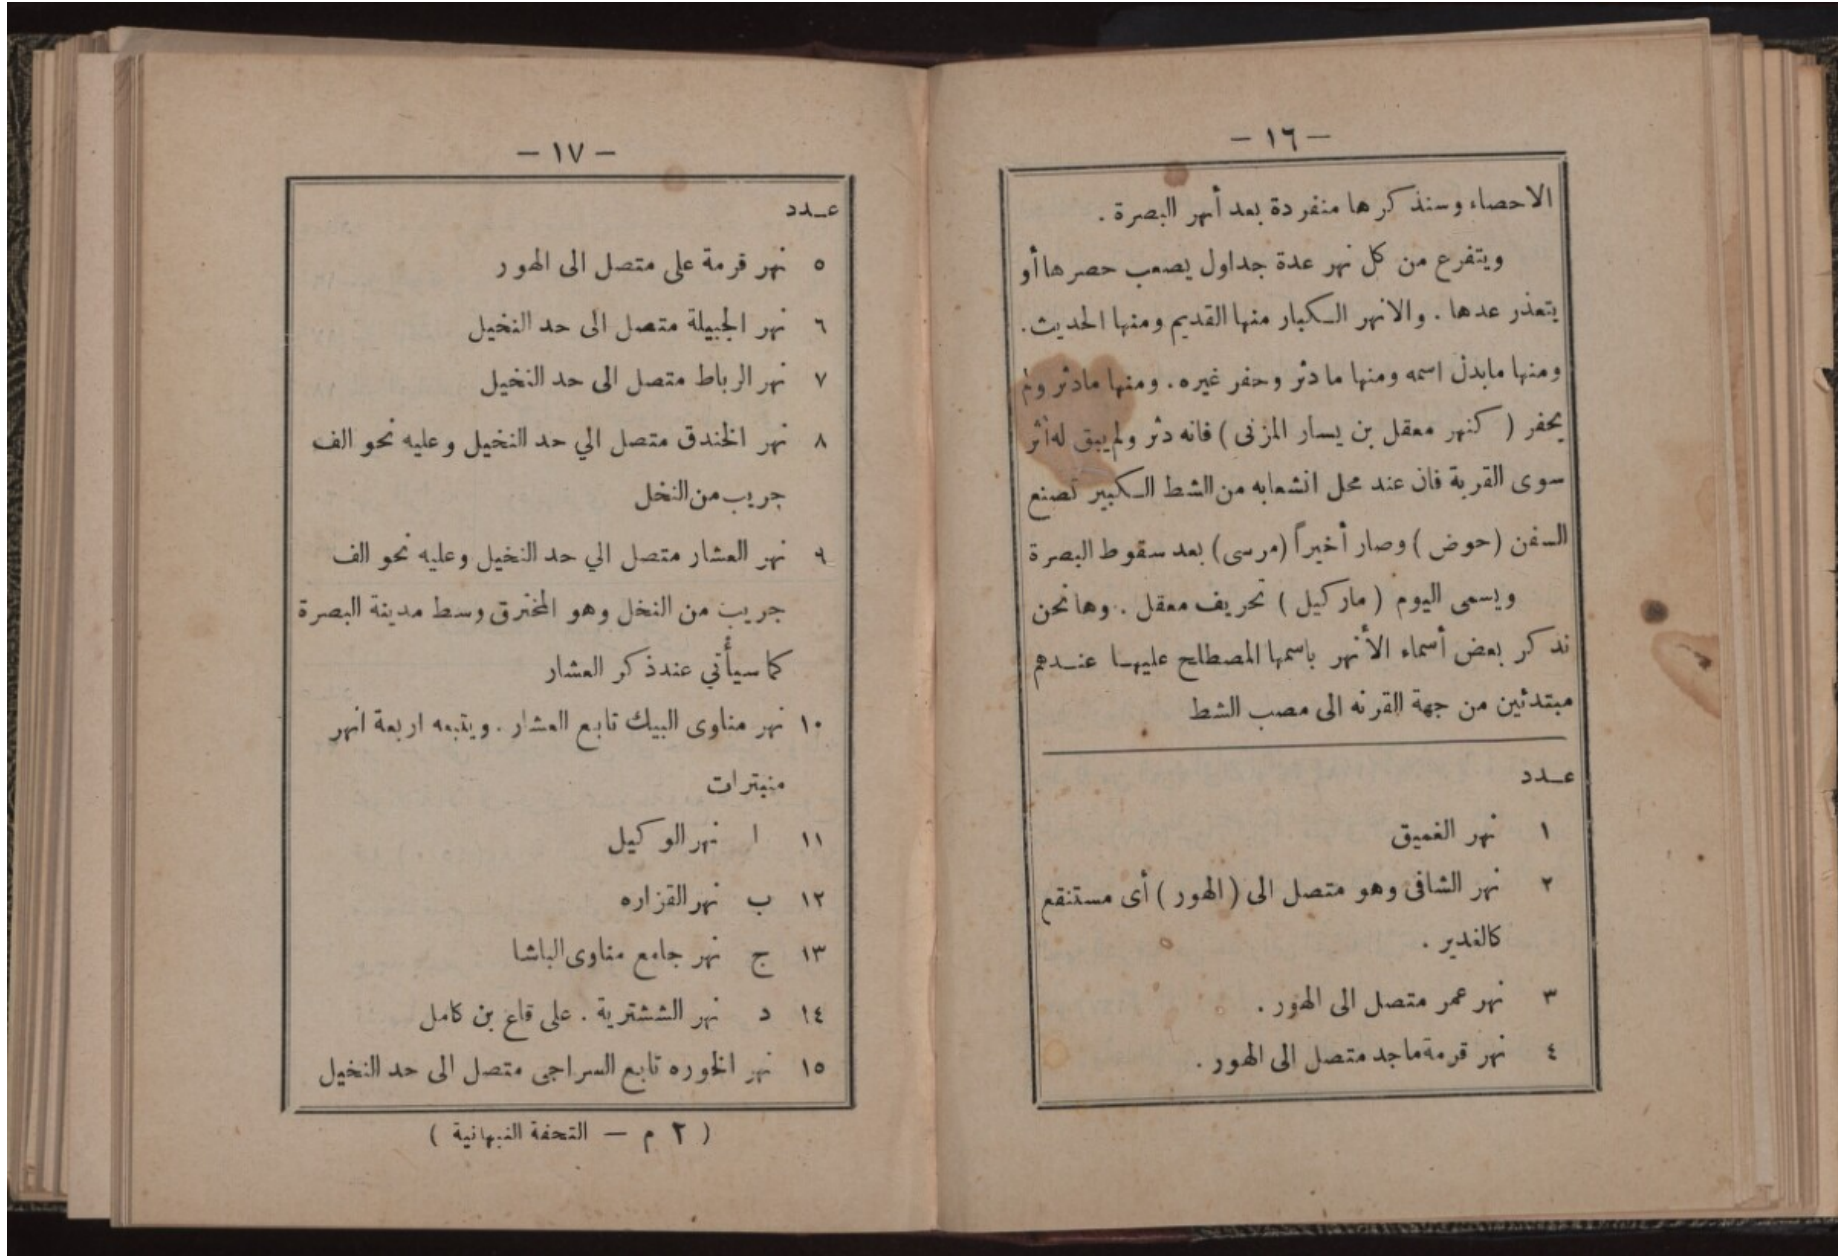 — ١٦ —
الاحصاء وسنذكرها منفردة بعد أنهر البصرة .
ويتفرع من كل نهر عدة جداول يصعب حصرها أو
يتعذر عدها . والانهر الكبار منها القديم ومنها الحديث .
ومنها مابدل اسمه ومنها ما دثر وحفر غيره . ومنها مادثر ولم
يحفر ( كنهر معقل بن يسار المزنى ) فانه دثر ولم يبق له أثر
سوى القرية فان عند محل انشعابه من الشط الكبير تصنع
السفن ( حوض ) وصار أخيراً (مرسى) بعد سقوط البصرة
ويسمى اليوم ( ماركيل ) تحريف معقل . وها نحن
نذكر بعض أسماء الأنهر باسمها المصطلح عليها عندهم
مبتدئين من جهة القرنه الى مصب الشط
عدد
١ نهر الغميق
٢ نهر الشافى وهو متصل الى ( الهور ) أى مستنقع
كالغدير .
٣ نهر عمر متصل الى الهور .
٤ نهر قرمة ماجد متصل الى الهور .
— ١٧ —
عدد
٥ نهر قرمة على متصل الى الهور
٦ نهر الجبيلة متصل الى حد النخيل
٧ نهر الرباط متصل الى حد النخيل
٨ نهر الخندق متصل الي حد النخيل وعليه نحو الف
جريب من النخل
٩ نهر العشار متصل الي حد النخيل وعليه نحو الف
جريب من النخل وهو المخترق وسط مدينة البصرة
كما سيأتي عند ذكر العشار
١٠ نهر مناوى البيك تابع العشار . ويتبعه اربعة انهر
منيترات
١١ ا نهر الوكيل
١٢ ب نهر القزاره
١٣ ج نهر جامع مناوى الباشا
١٤ د نهر الششترية . على قاع بن كامل
١٥ نهر الخوره تابع السراجى متصل الى حد النخيل
( ٢ م — التحفة النبهانية )